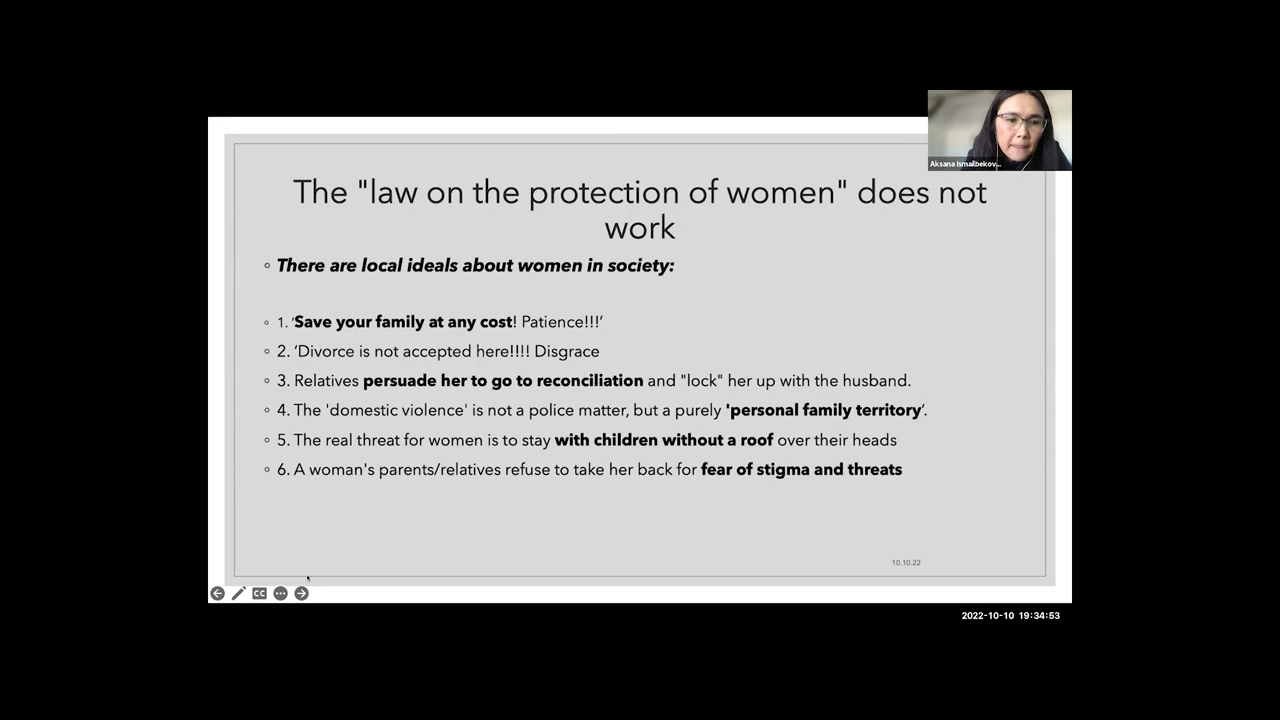 Aksana Ismailbekov...
The "law on the protection of women" does not
work
There are local ideals about women in society:
1. ‘Save your family at any cost! Patience!!!’
2. ‘Divorce is not accepted here!!!! Disgrace
3. Relatives persuade her to go to reconciliation and "lock" her up with the husband.
4. The 'domestic violence' is not a police matter, but a purely 'personal family territory’.
5. The real threat for women is to stay with children without a roof over their heads
6. A woman's parents/relatives refuse to take her back for fear of stigma and threats
10.10.22
CC
2022-10-10 19:34:53